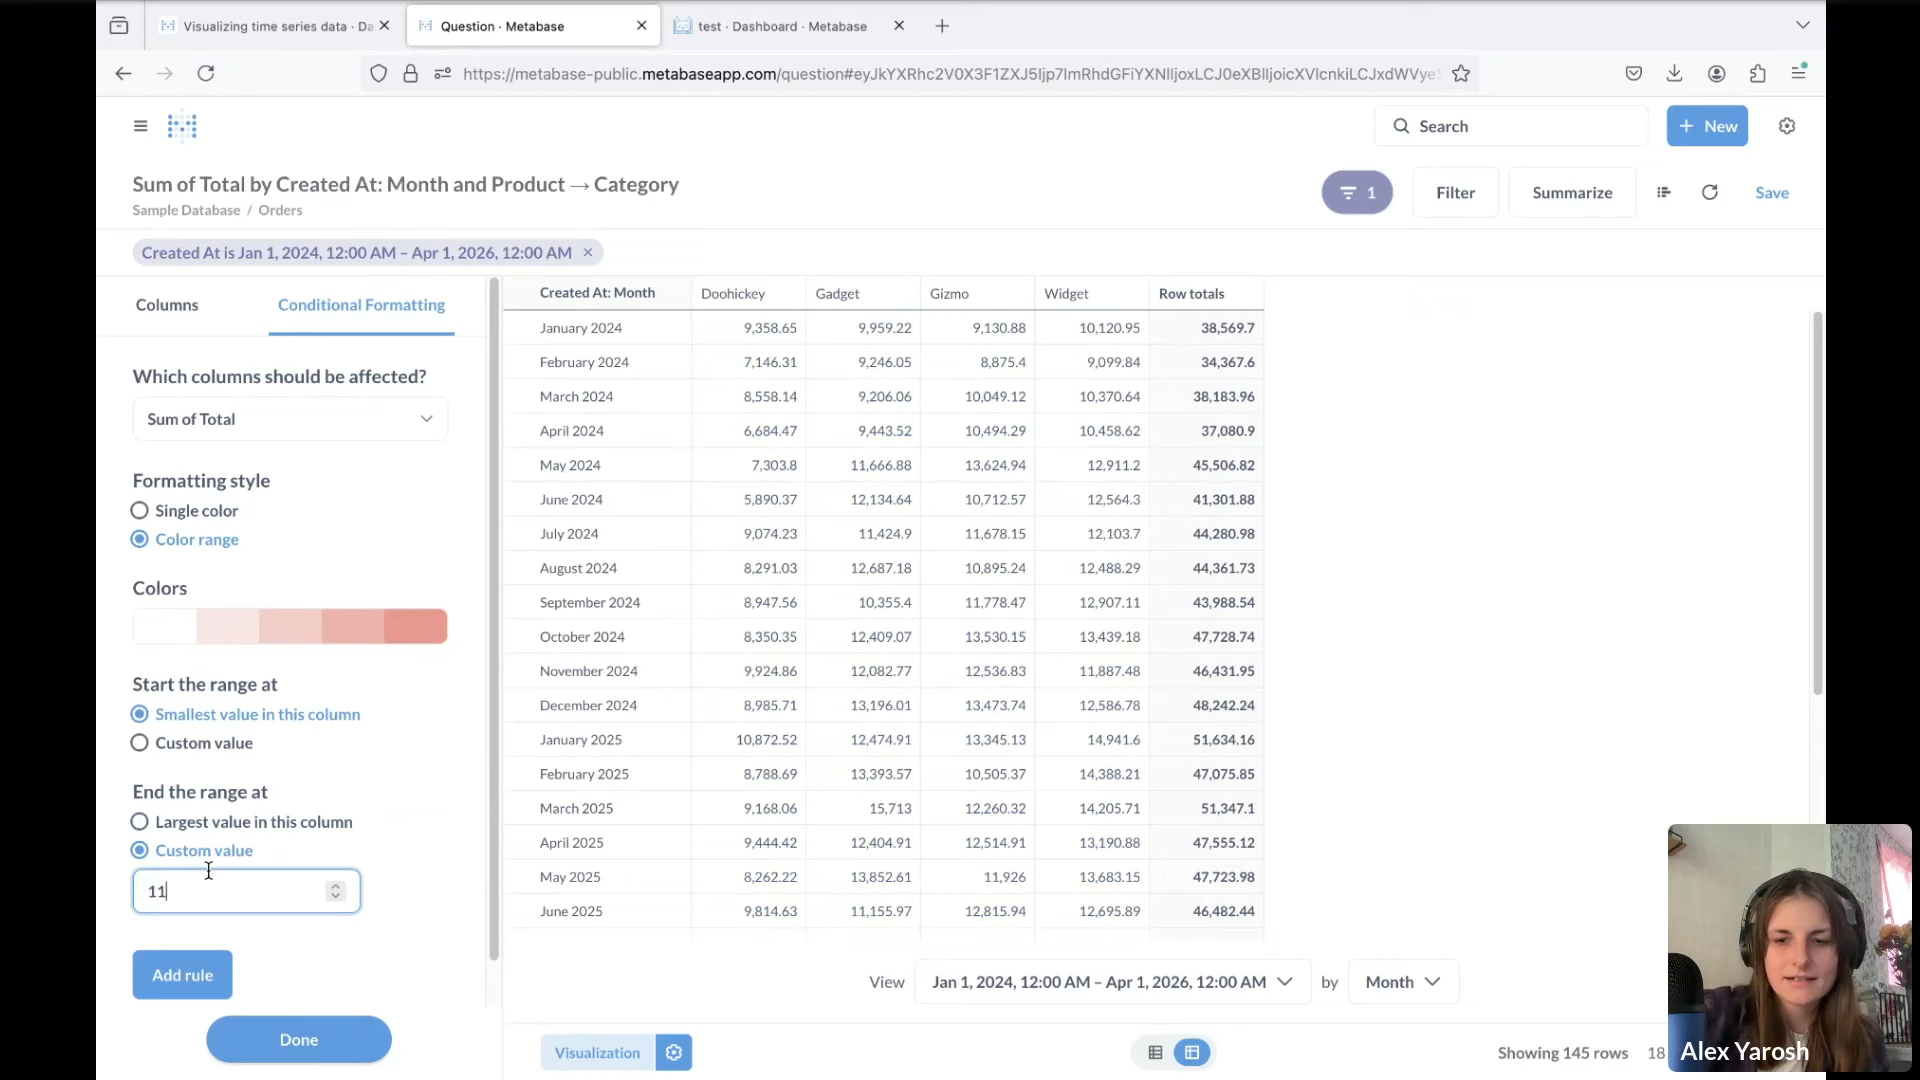 Visualizing time series data · Da
Question · Metabase
test · Dashboard · Metabase
Search
+ New
Sum of Total by Created At: Month and Product → Category
Sample Database / Orders
1
Filter
Summarize
Save
Created At is Jan 1, 2024, 12:00 AM – Apr 1, 2026, 12:00 AM ×
Columns
Conditional Formatting
Which columns should be affected?
Sum of Total
Formatting style
Single color
Color range
Colors
Start the range at
Smallest value in this column
Custom value
End the range at
Largest value in this column
Custom value
11
Add rule
Done
Created At: Month Doohickey Gadget Gizmo Widget Row totals
January 2024 9,358.65 9,959.22 9,130.88 10,120.95 38,569.7
February 2024 7,146.31 9,246.05 8,875.4 9,099.84 34,367.6
March 2024 8,558.14 9,206.06 10,049.12 10,370.64 38,183.96
April 2024 6,684.47 9,443.52 10,494.29 10,458.62 37,080.9
May 2024 7,303.8 11,666.88 13,624.94 12,911.2 45,506.82
June 2024 5,890.37 12,134.64 10,712.57 12,564.3 41,301.88
July 2024 9,074.23 11,424.9 11,678.15 12,103.7 44,280.98
August 2024 8,291.03 12,687.18 10,895.24 12,488.29 44,361.73
September 2024 8,947.56 10,355.4 11,778.47 12,907.11 43,988.54
October 2024 8,350.35 12,409.07 13,530.15 13,439.18 47,728.74
November 2024 9,924.86 12,082.77 12,536.83 11,887.48 46,431.95
December 2024 8,985.71 13,196.01 13,473.74 12,586.78 48,242.24
January 2025 10,872.52 12,474.91 13,345.13 14,941.6 51,634.16
February 2025 8,788.69 13,393.57 10,505.37 14,388.21 47,075.85
March 2025 9,168.06 15,713 12,260.32 14,205.71 51,347.1
April 2025 9,444.42 12,404.91 12,514.91 13,190.88 47,555.12
May 2025 8,262.22 13,852.61 11,926 13,683.15 47,723.98
June 2025 9,814.63 11,155.97 12,815.94 12,695.89 46,482.44
View Jan 1, 2024, 12:00 AM – Apr 1, 2026, 12:00 AM by Month
Visualization
Showing 145 rows 18
Alex Yarosh